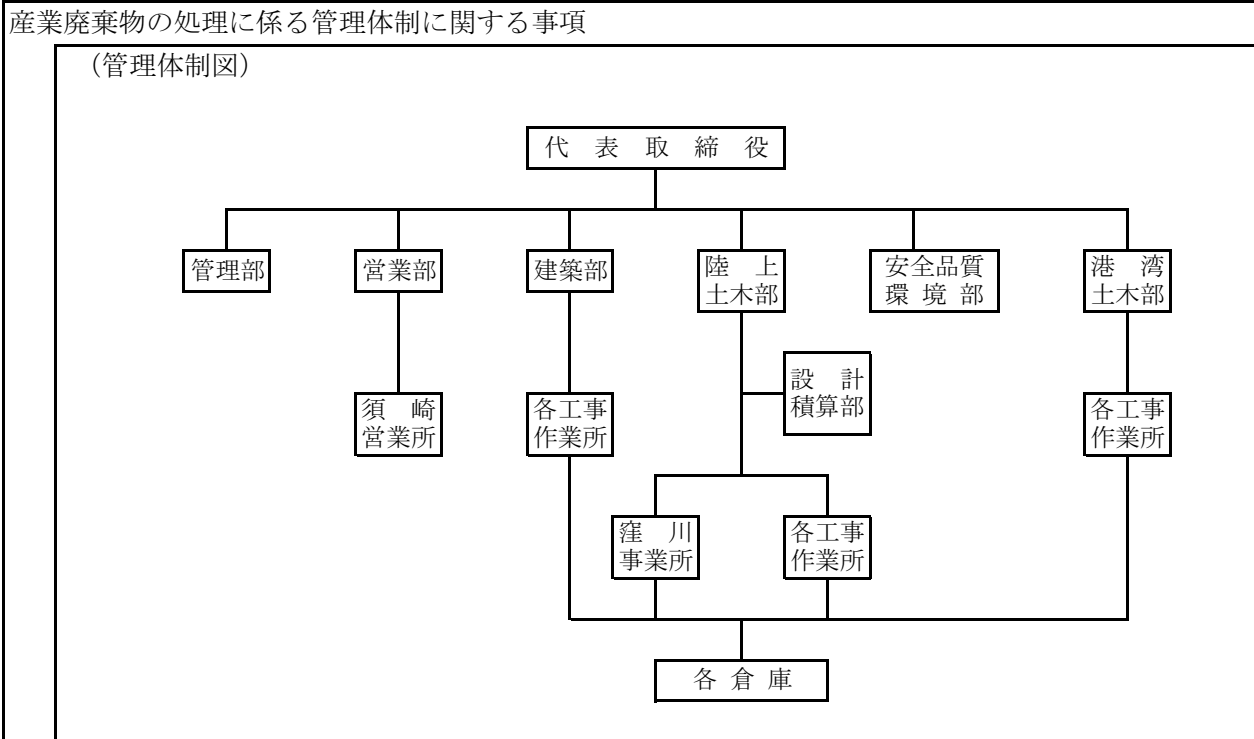 産業廃棄物の処理に係る管理体制に関する事項
（管理体制図）
代表取締役
管理部
営業部
建築部
陸上
土木部
安全品質
環境部
港湾
土木部
設計
積算部
須崎
営業所
各工事
作業所
各工事
作業所
窪川
事業所
各工事
作業所
各倉庫